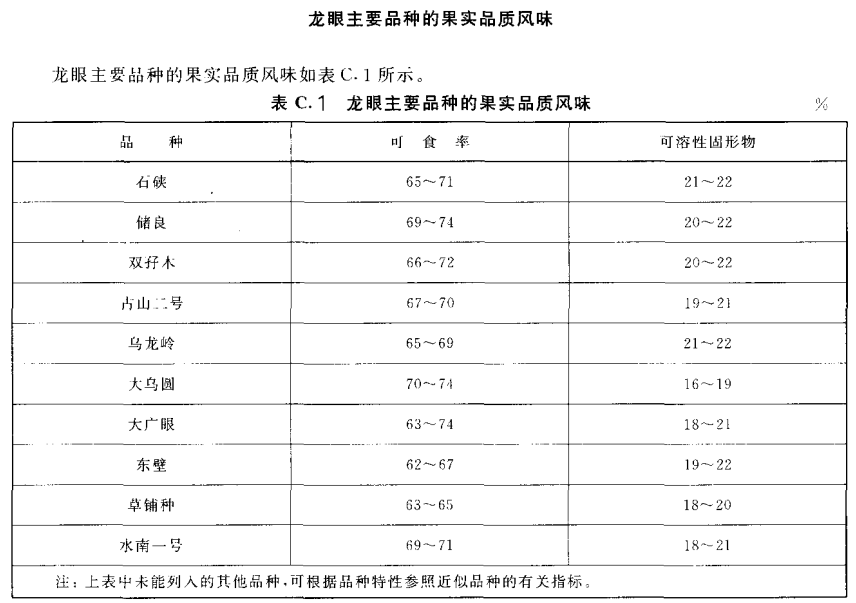 龙眼主要品种的果实品质风味
龙眼主要品种的果实品质风味如表 C.1 所示。
表 C.1 龙眼主要品种的果实品质风味 %
品 种 可 食 率 可溶性固形物
石硖 65～71 21～22
储良 69～74 20～22
双孖木 66～72 20～22
古山二号 67～70 19～21
乌龙岭 65～69 21～22
大乌圆 70～74 16～19
大广眼 63～74 18～21
东壁 62～67 19～22
草铺种 63～65 18～20
水南一号 69～71 18～21
注：上表中未能列入的其他品种，可根据品种特性参照近似品种的有关指标。